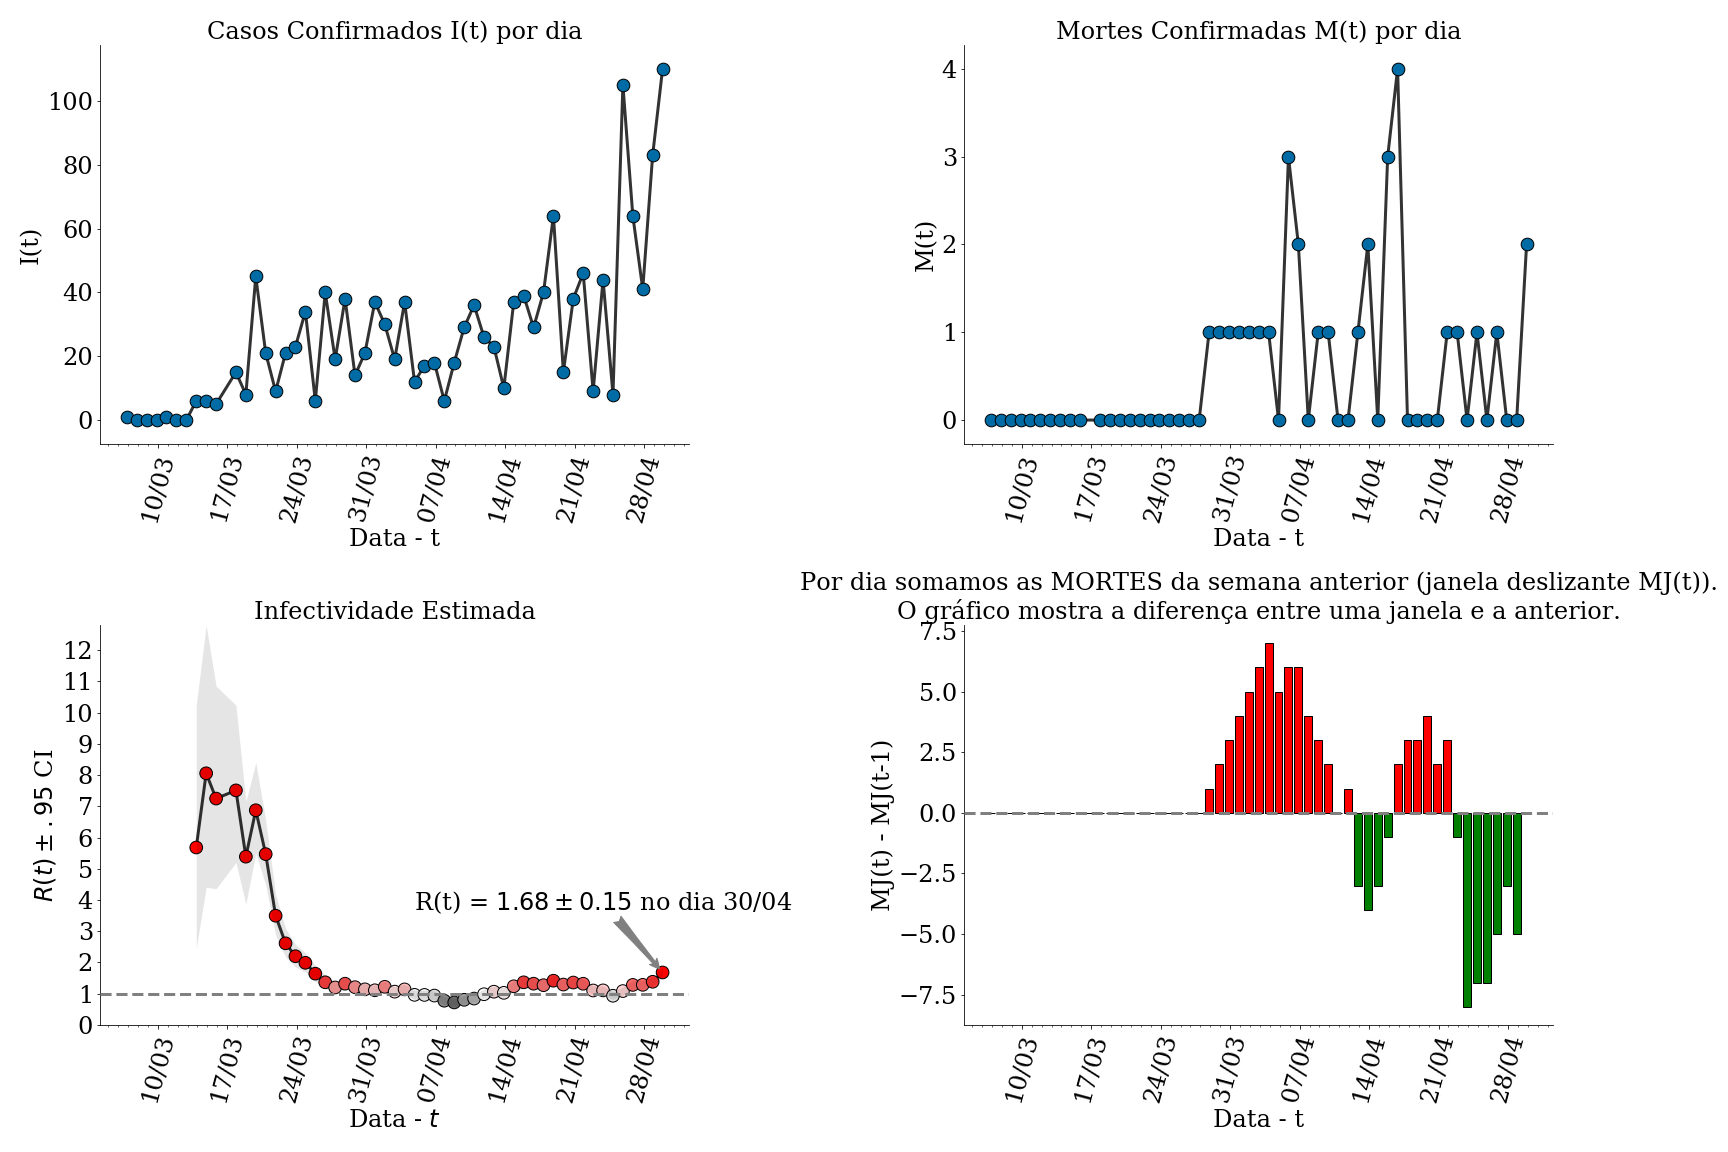 Casos Confirmados I(t) por dia
I(t)
100
80
60
40
20
0
10/03 17/03 24/03 31/03 07/04 14/04 21/04 28/04
Data - t
Mortes Confirmadas M(t) por dia
M(t)
4
3
2
1
0
10/03 17/03 24/03 31/03 07/04 14/04 21/04 28/04
Data - t
Infectividade Estimada
R(t) ± .95 CI
12
11
10
9
8
7
6
5
4
3
2
1
0
R(t) = 1.68 ± 0.15 no dia 30/04
10/03 17/03 24/03 31/03 07/04 14/04 21/04 28/04
Data - t
Por dia somamos as MORTES da semana anterior (janela deslizante MJ(t)).
O gráfico mostra a diferença entre uma janela e a anterior.
MJ(t) - MJ(t-1)
7.5
5.0
2.5
0.0
−2.5
−5.0
−7.5
10/03 17/03 24/03 31/03 07/04 14/04 21/04 28/04
Data - t